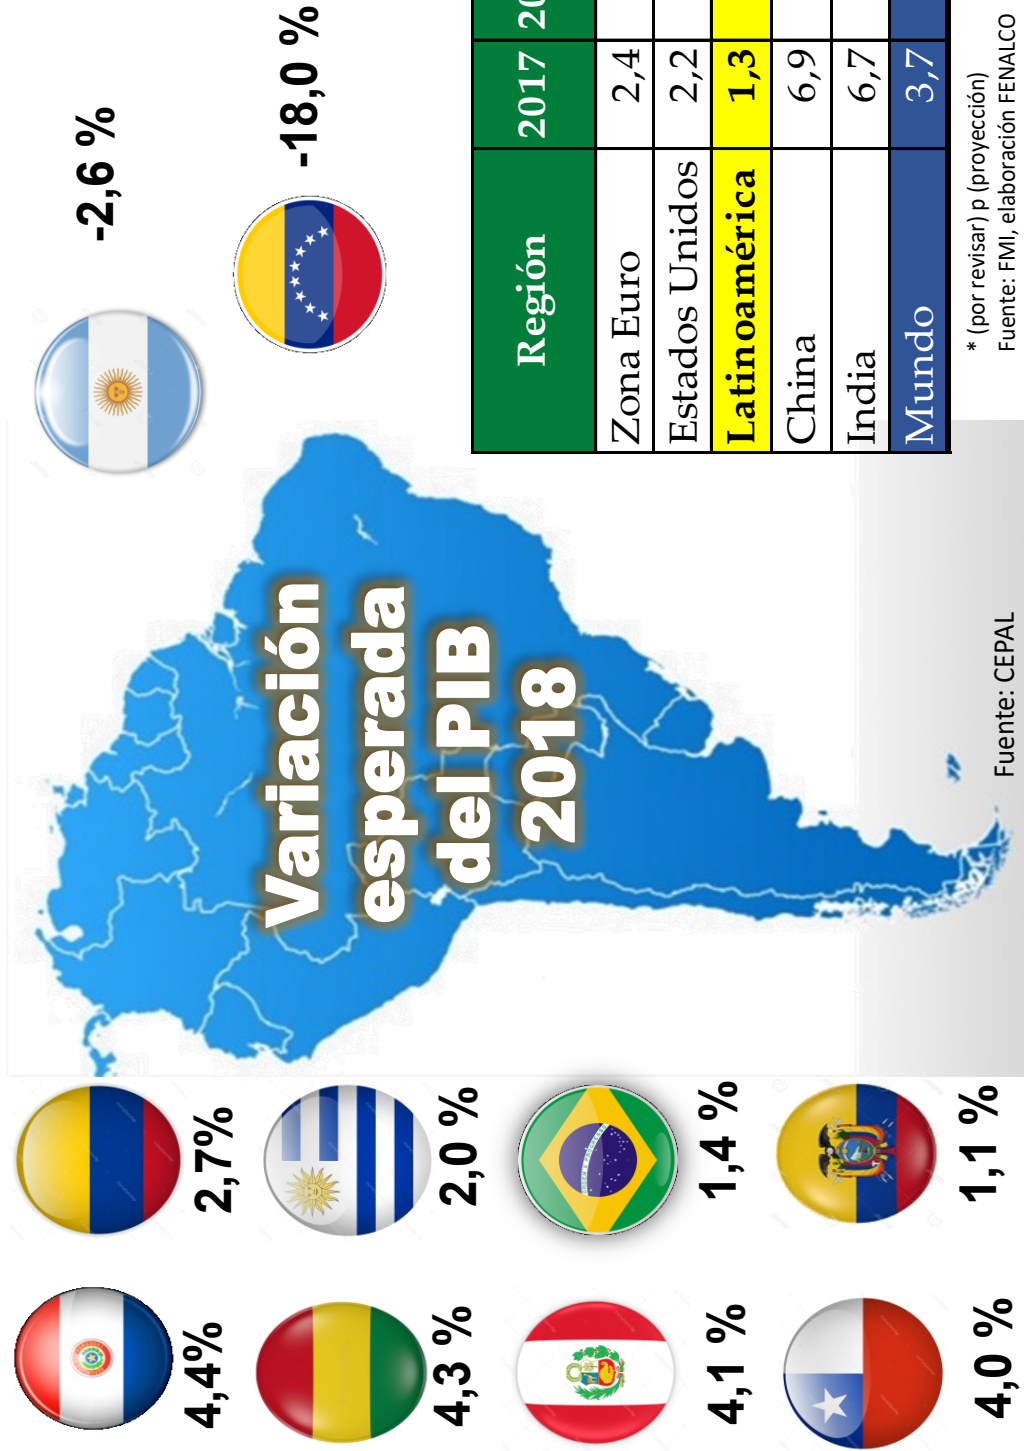 4,4%
2,7%
4,3 %
2,0 %
4,1 %
1,4 %
4,0 %
1,1 %
Variación
esperada
del PIB
2018
-2,6 %
-18,0 %
Región 2017
Zona Euro 2,4
Estados Unidos 2,2
Latinoamérica 1,3
China 6,9
India 6,7
Mundo 3,7
* (por revisar) p (proyección)
Fuente: FMI, elaboración FENALCO
Fuente: CEPAL